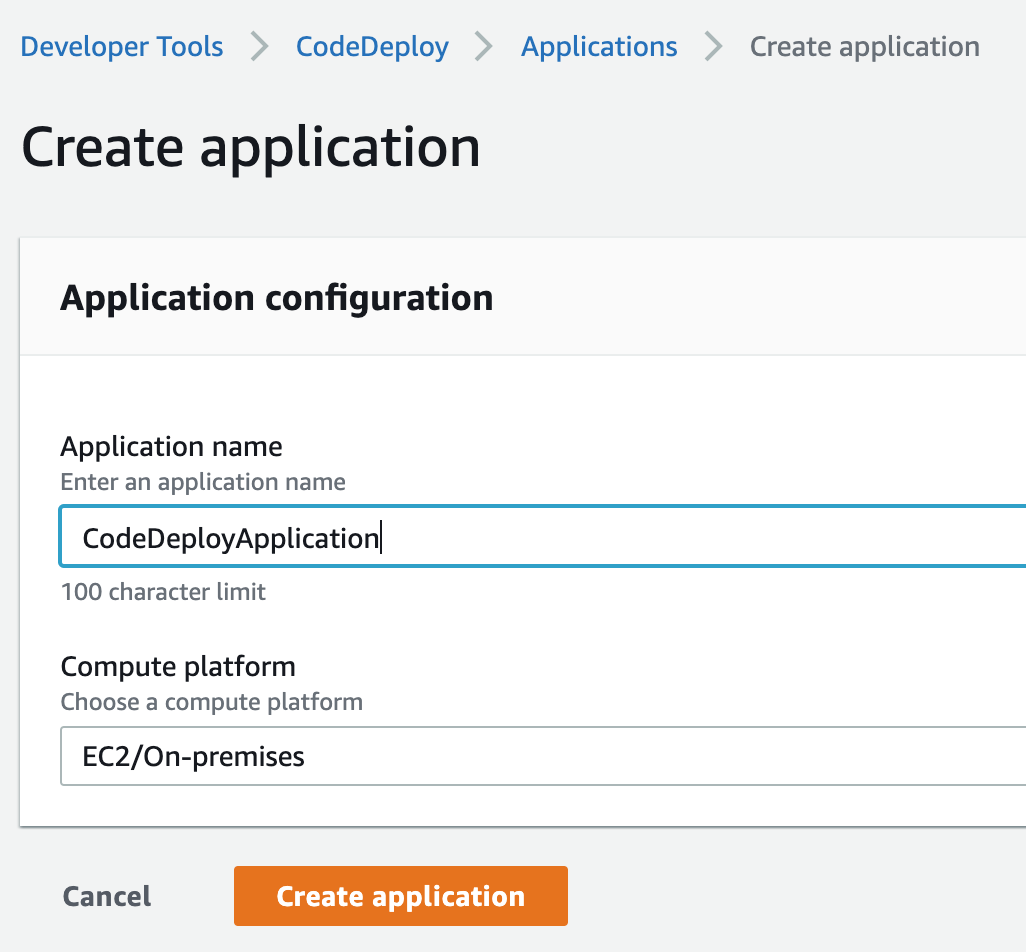 Developer Tools > CodeDeploy > Applications > Create application
Create application
Application configuration
Application name
Enter an application name
CodeDeployApplication
100 character limit
Compute platform
Choose a compute platform
EC2/On-premises
Cancel Create application